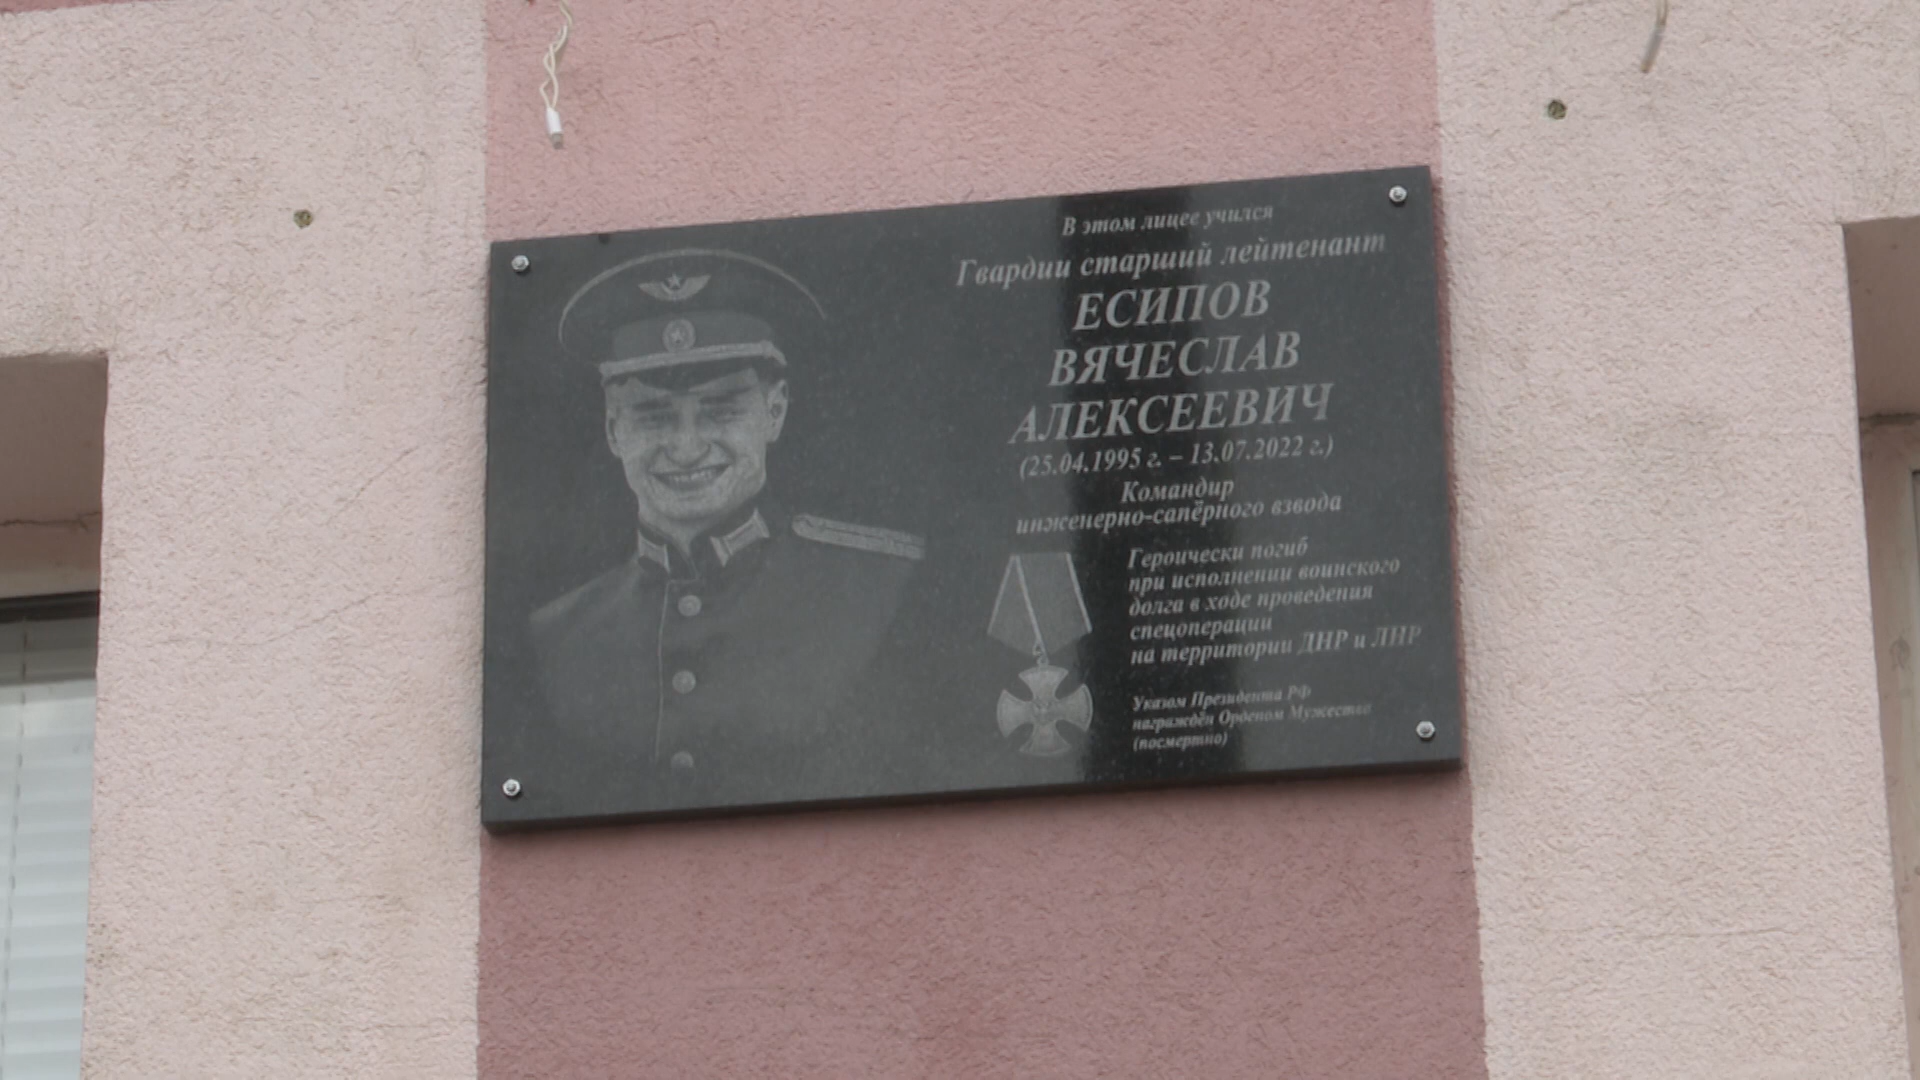 В этом лицее учился
Гвардии старший лейтенант
ЕСИПОВ
ВЯЧЕСЛАВ
АЛЕКСЕЕВИЧ
(25.04.1995 г. – 13.07.2022 г.)
Командир
инженерно-сапёрного взвода
Героически погиб
при исполнении воинского
долга в ходе проведения
спецоперации
на территории ДНР и ЛНР
Указом Президента РФ
награждён Орденом Мужества
(посмертно)